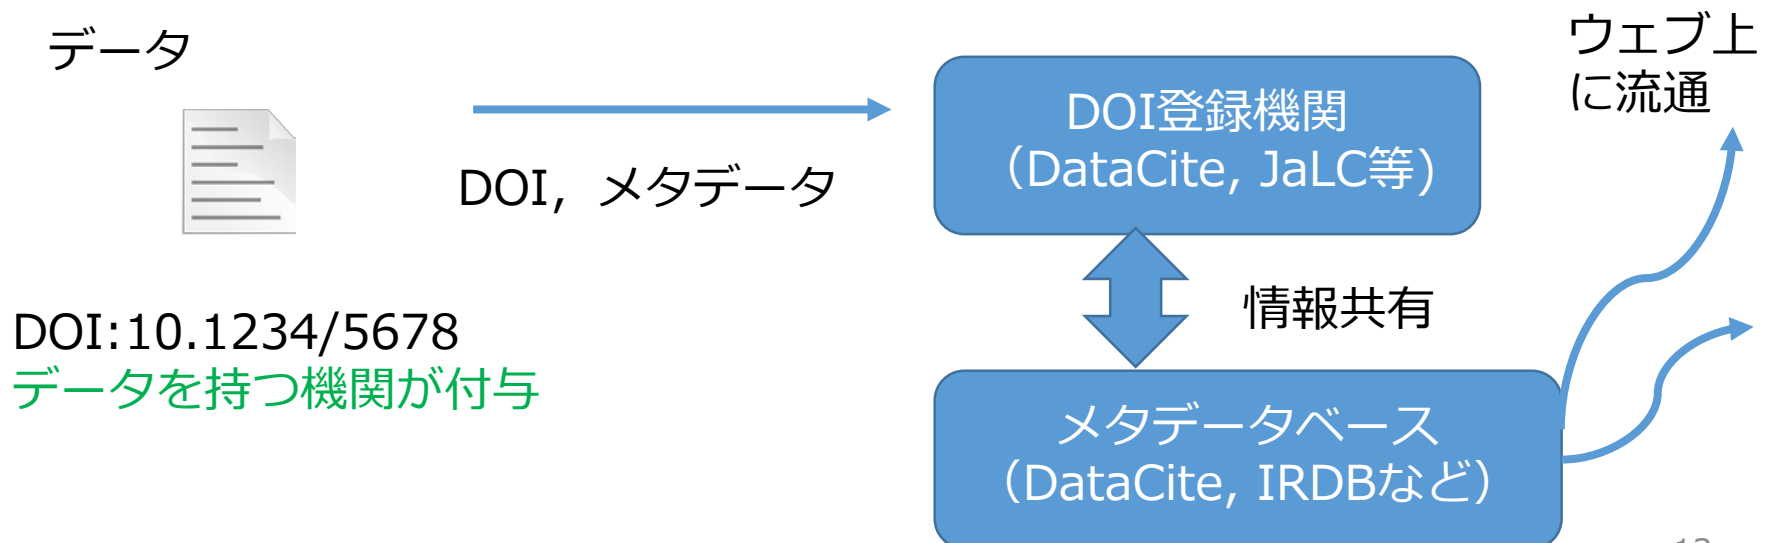 データ
ウェブ上
に流通
DOI登録機関
（DataCite, JaLC等）
DOI，メタデータ
情報共有
DOI:10.1234/5678
データを持つ機関が付与
メタデータベース
（DataCite, IRDBなど）